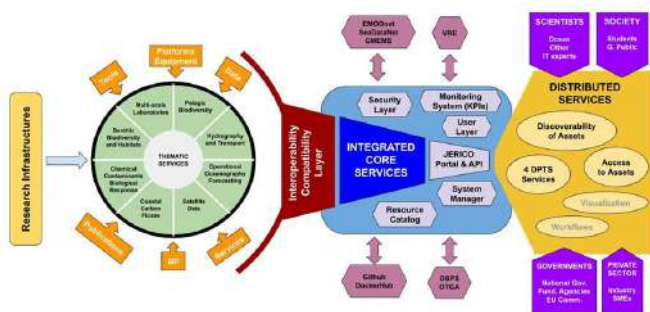 Research Infrastructures
Tools
Platforms
Equipment
Data
Publications
BP
Services
Multi-scale
Laboratories
Pelagic
Biodiversity
Benthic
Biodiversity
and Habitats
Hydrography
and Transport
THEMATIC
SERVICES
Chemical
Contaminants
Biological
Response
Operational
Oceanography
Forecasting
Coastal
Carbon
Fluxes
Satellite
Data
Interoperability
Compatibility
Layer
EMODnet
SeaDataNet
CMEMS
VRE
Security
Layer
Monitoring
System (KPIs)
User
Layer
INTEGRATED
CORE
SERVICES
JERICO
Portal & API
System
Manager
Resource
Catalog
Github
DockerHub
OBPS
OTGA
SCIENTISTS
Ocean
Other
IT experts
SOCIETY
Students
G. Public
DISTRIBUTED
SERVICES
Discoverability
of Assets
4 DPTS
Services
Access
to Assets
Visualization
Workflows
GOVERNMENTS
National Gov.
Fund. Agencies
EU Comm.
PRIVATE
SECTOR
Industry
SMEs